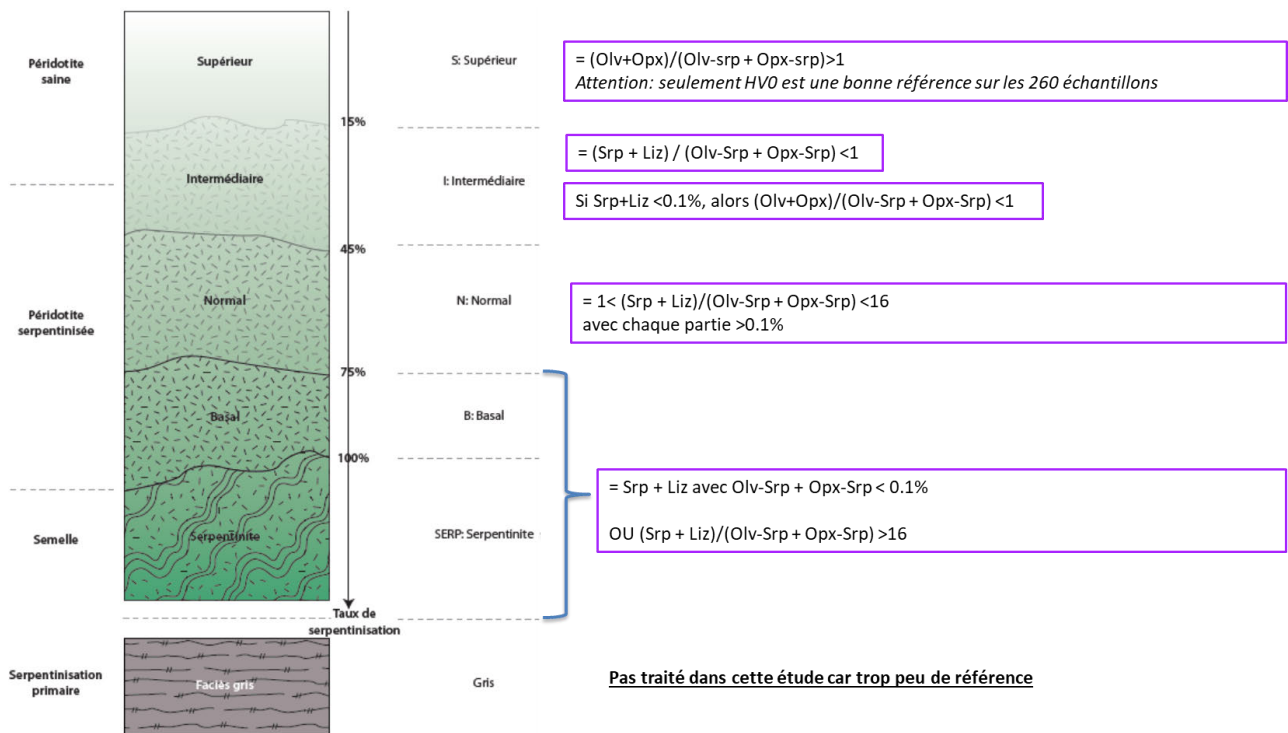 Péridotite
saine
Supérieur
S: Supérieur
= (Olv+Opx)/(Olv-srp + Opx-srp)>1
Attention: seulement HV0 est une bonne référence sur les 260 échantillons
15%
Intermédiaire
I: Intermédiaire
= (Srp + Liz) / (Olv-Srp + Opx-Srp) <1
Si Srp+Liz <0.1%, alors (Olv+Opx)/(Olv-Srp + Opx-Srp) <1
45%
Péridotite
serpentinisée
Normal
N: Normal
= 1< (Srp + Liz)/(Olv-Srp + Opx-Srp) <16
avec chaque partie >0.1%
75%
Basal
B: Basal
100%
Semelle
Serpentinite
SERP: Serpentinite
= Srp + Liz avec Olv-Srp + Opx-Srp < 0.1%
OU (Srp + Liz)/(Olv-Srp + Opx-Srp) >16
Taux de
serpentinisation
Serpentinisation
primaire
Faciès gris
Gris
Pas traité dans cette étude car trop peu de référence